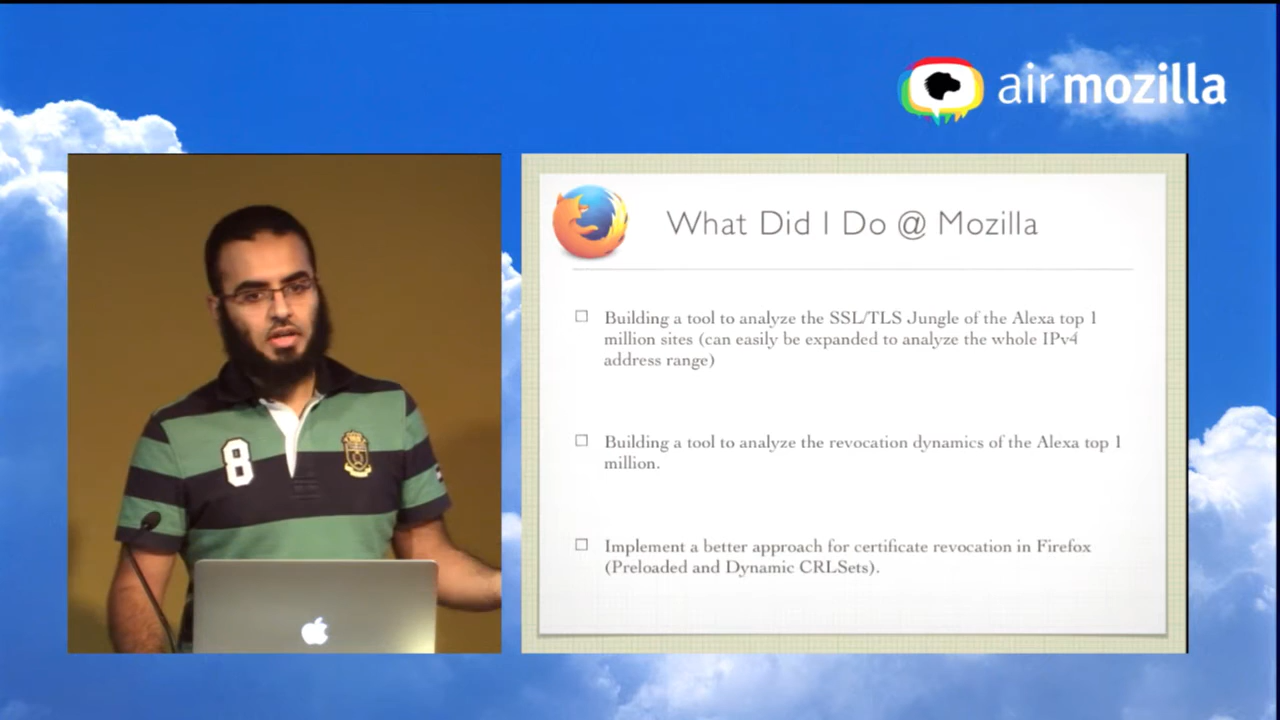 air mozilla
What Did I Do @ Mozilla
Building a tool to analyze the SSL/TLS Jungle of the Alexa top 1
million sites (can easily be expanded to analyze the whole IPv4
address range)
Building a tool to analyze the revocation dynamics of the Alexa top 1
million.
Implement a better approach for certificate revocation in Firefox
(Preloaded and Dynamic CRLSets).
8